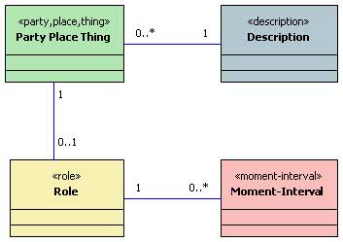 «party,place,thing»
Party Place Thing
0..*
1
«description»
Description
1
0..1
«role»
Role
1
0..*
«moment-interval»
Moment-Interval